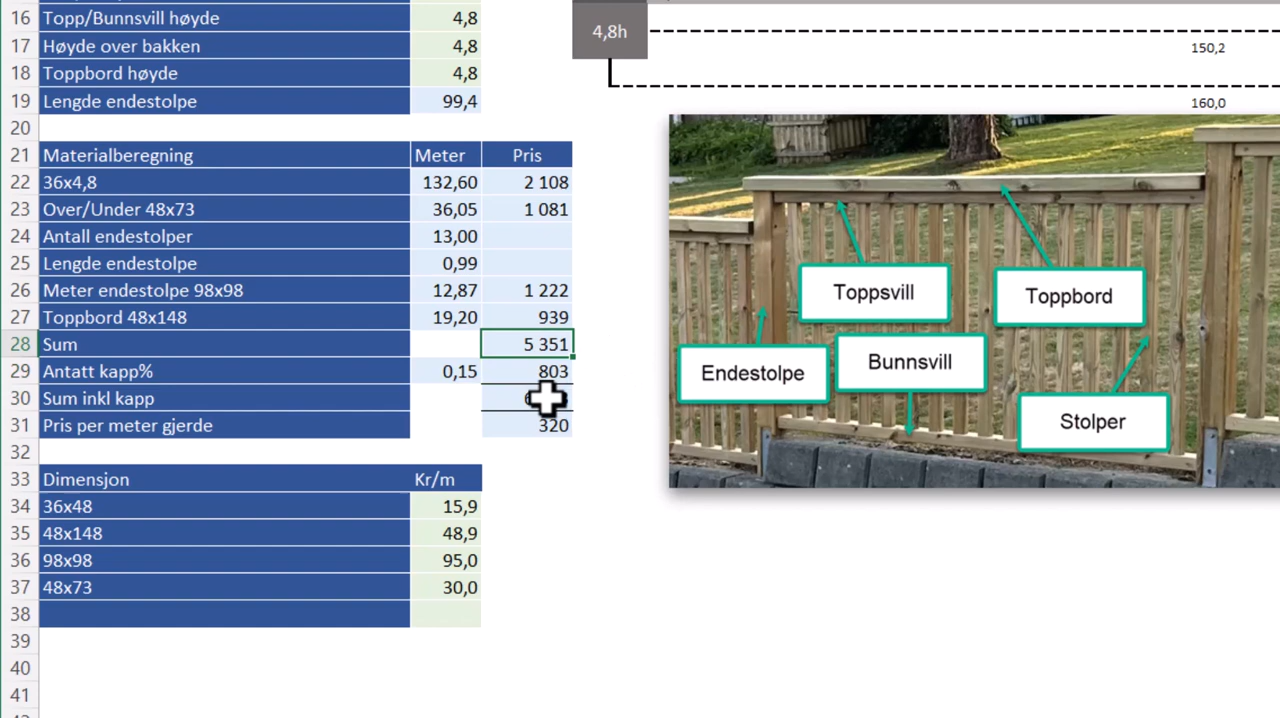 16 Topp/Bunnsvill høyde 4,8
17 Høyde over bakken 4,8
18 Toppbord høyde 4,8
19 Lengde endestolpe 99,4
20
21 Materialberegning Meter Pris
22 36x4,8 132,60 2 108
23 Over/Under 48x73 36,05 1 081
24 Antall endestolper 13,00
25 Lengde endestolpe 0,99
26 Meter endestolpe 98x98 12,87 1 222
27 Toppbord 48x148 19,20 939
28 Sum 5 351
29 Antatt kapp% 0,15 803
30 Sum inkl kapp
31 Pris per meter gjerde 320
32
33 Dimensjon Kr/m
34 36x48 15,9
35 48x148 48,9
36 98x98 95,0
37 48x73 30,0
38
39
40
41
4,8h
150,2
160,0
Toppsvill
Toppbord
Endestolpe
Bunnsvill
Stolper